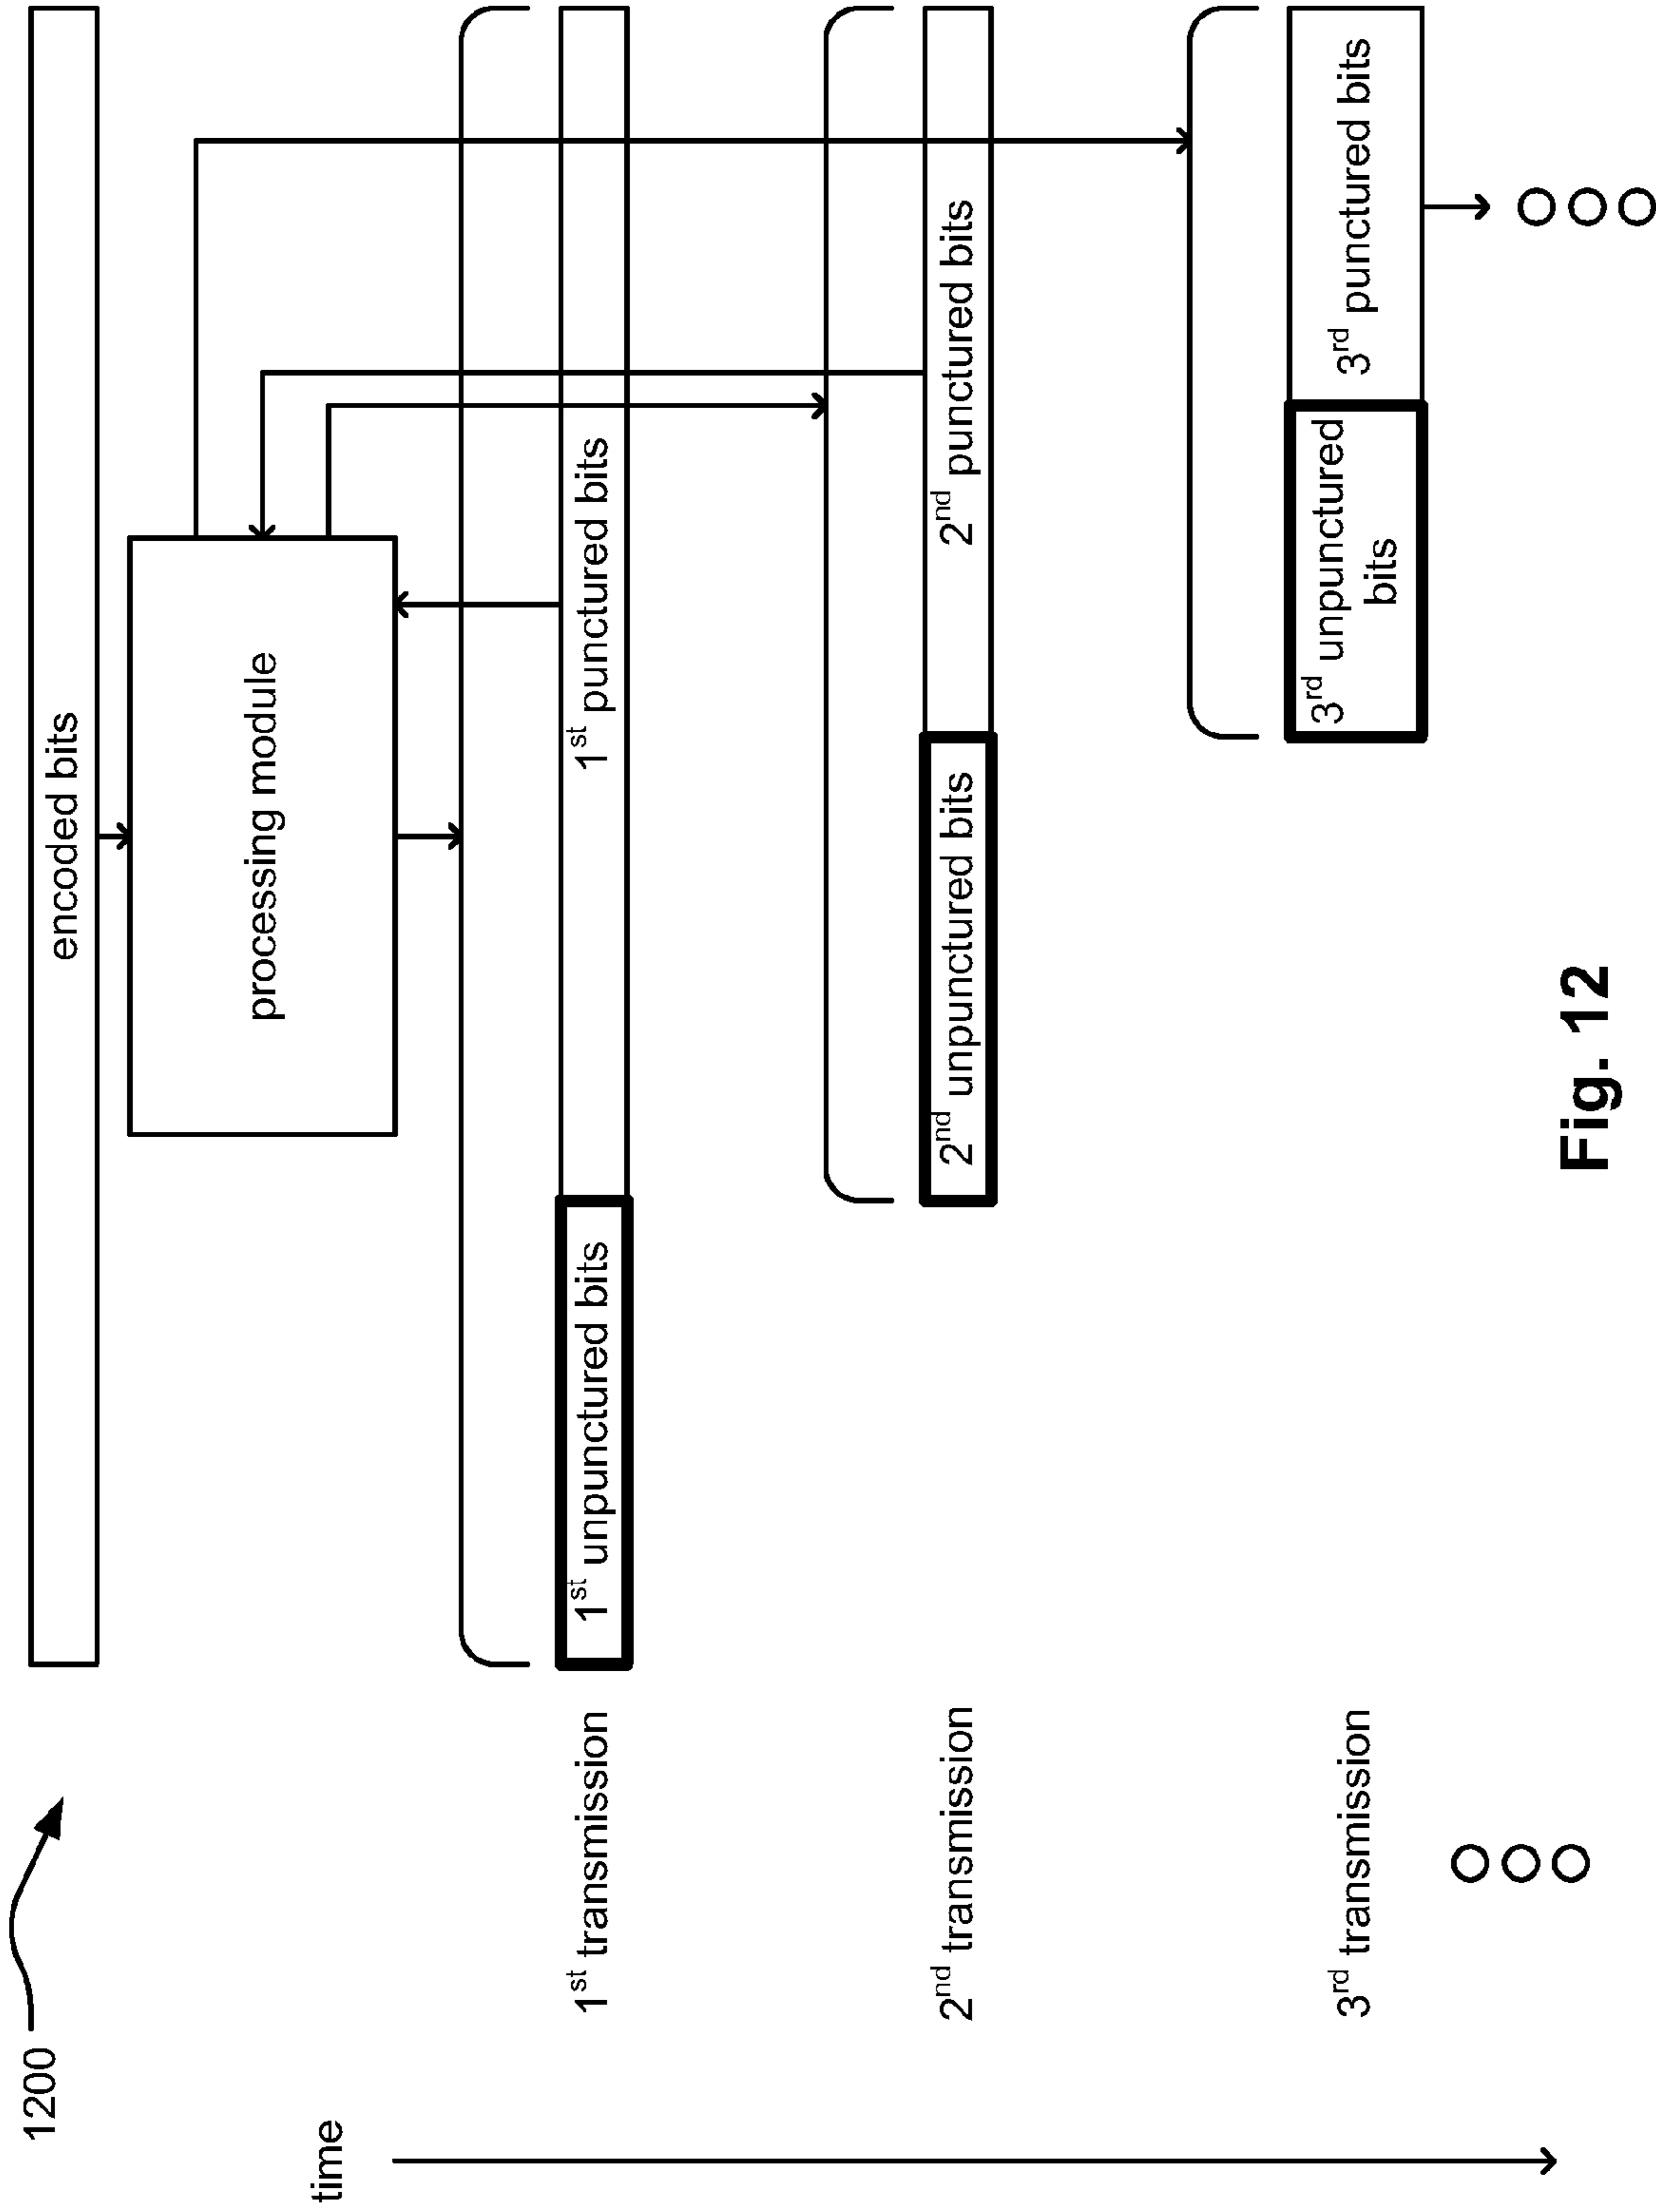 1200
encoded bits
time
processing module
1st transmission
1st unpunctured bits
1st punctured bits
2nd transmission
2nd unpunctured bits
2nd punctured bits
3rd transmission
3rd unpunctured
bits
3rd punctured bits
Fig. 12